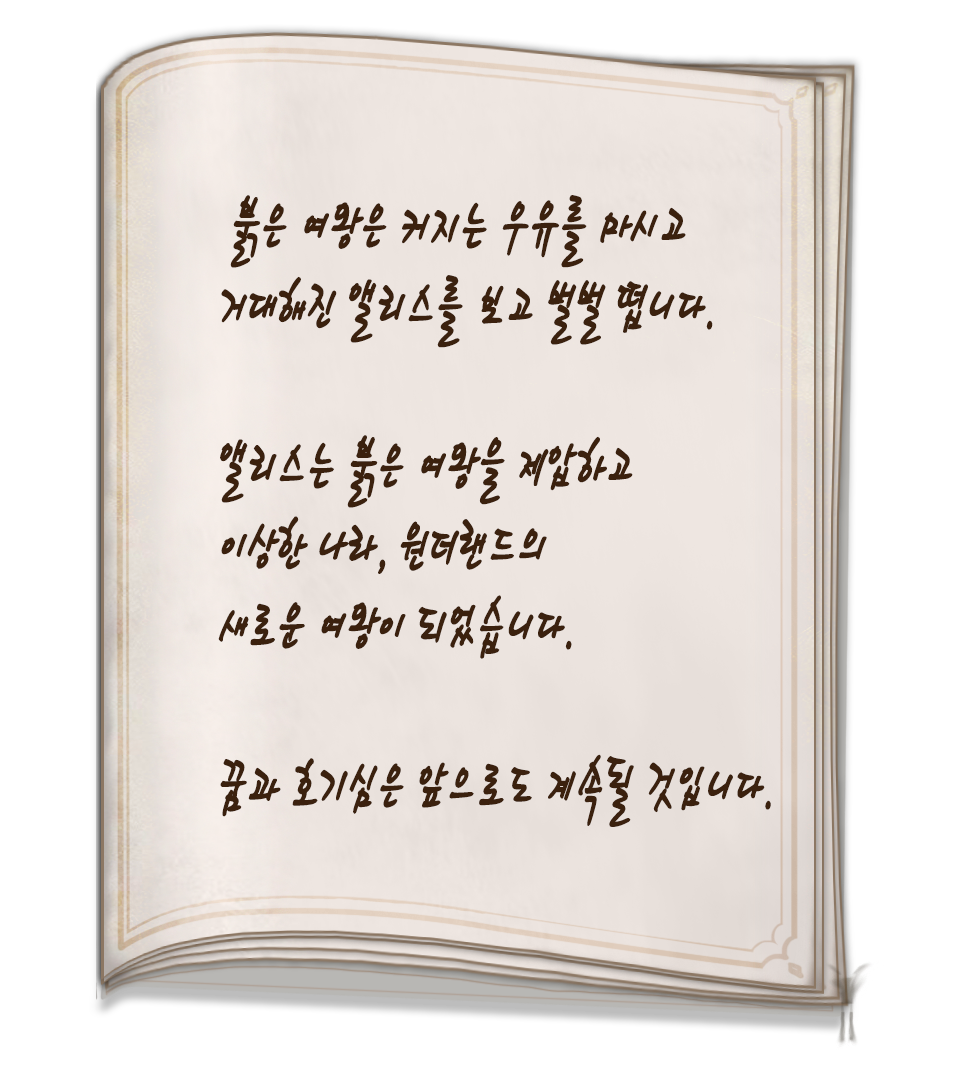 붉은 여왕은 커지는 우유를 마시고
거대해진 앨리스를 보고 벌벌 떱니다.
앨리스는 붉은 여왕을 제압하고
이상한 나라, 원더랜드의
새로운 여왕이 되었습니다.
꿈과 호기심은 앞으로도 계속될 것입니다.